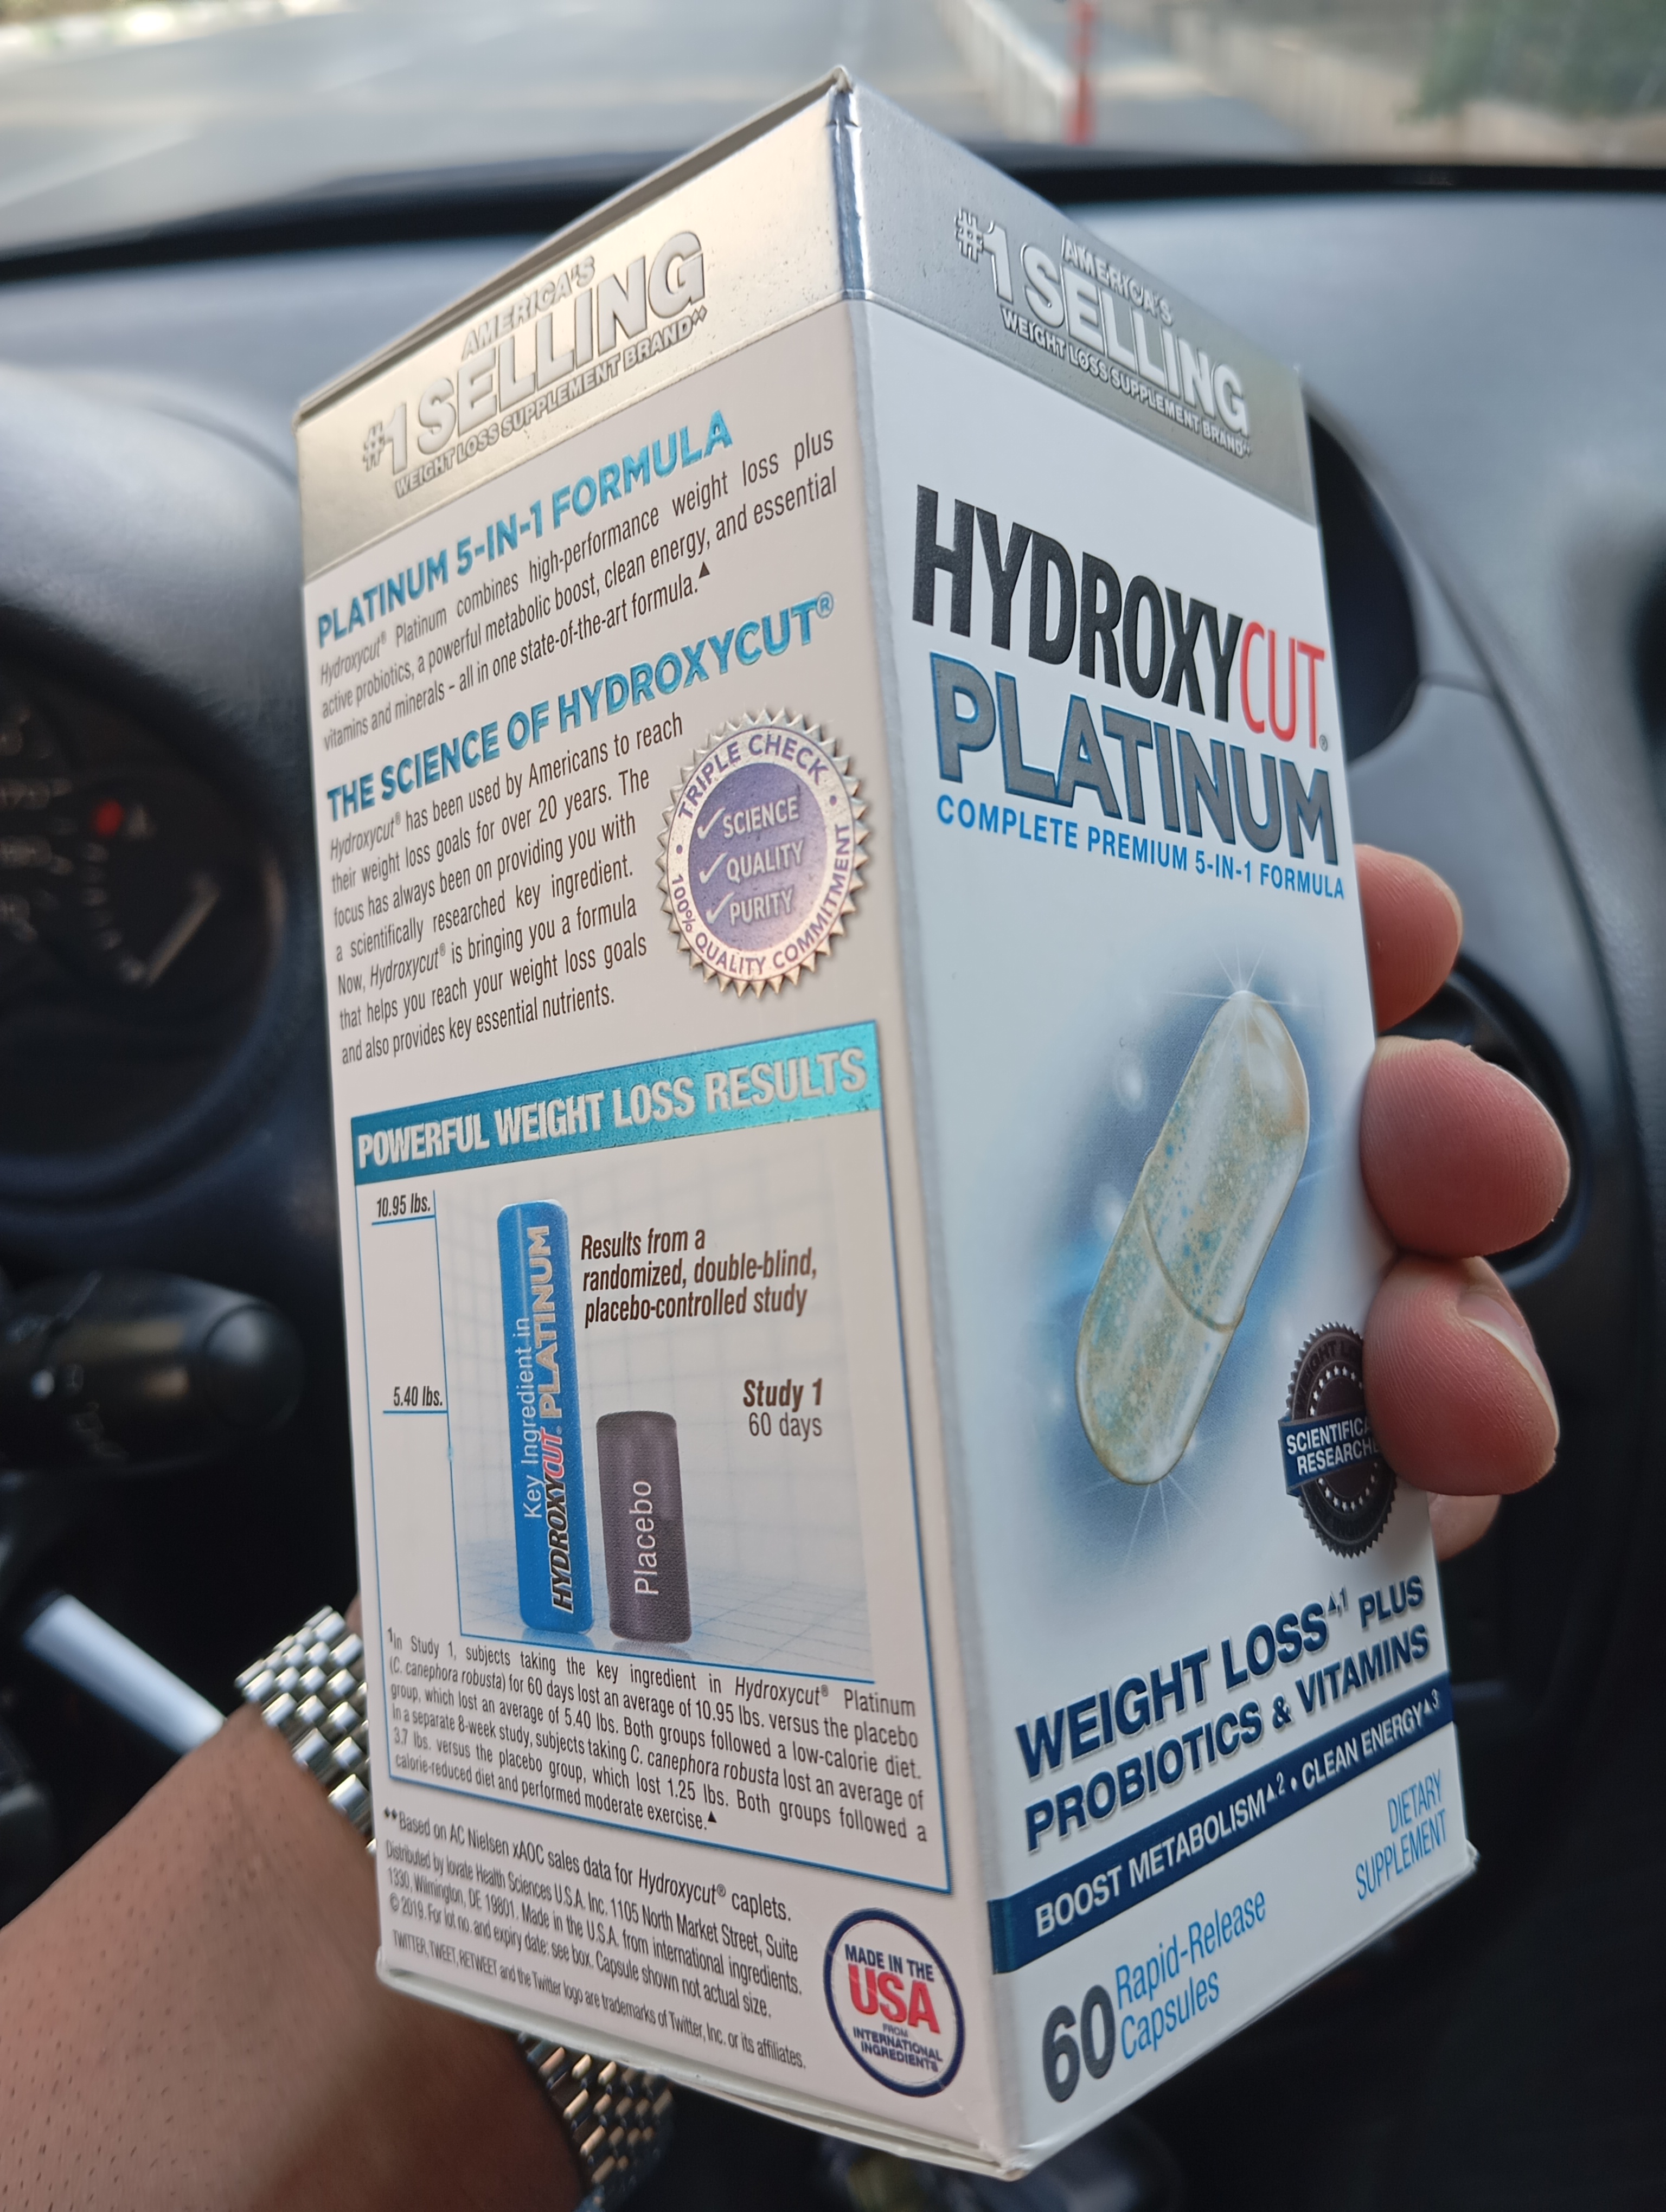 AMERICA'S
#1 SELLING
WEIGHT LOSS SUPPLEMENT BRAND**
PLATINUM 5-IN-1 FORMULA
Hydroxycut® Platinum combines high-performance weight loss plus
active probiotics, a powerful metabolic boost, clean energy, and essential
vitamins and minerals – all in one state-of-the-art formula.▲
THE SCIENCE OF HYDROXYCUT®
Hydroxycut® has been used by Americans to reach
their weight loss goals for over 20 years. The
focus has always been on providing you with
a scientifically researched key ingredient.
Now, Hydroxycut® is bringing you a formula
that helps you reach your weight loss goals
and also provides key essential nutrients.
• TRIPLE CHECK •
✓SCIENCE
✓QUALITY
✓PURITY
100% QUALITY COMMITMENT
POWERFUL WEIGHT LOSS RESULTS
10.95 lbs.
5.40 lbs.
Key Ingredient in
HYDROXYCUT® PLATINUM
Placebo
Results from a
randomized, double-blind,
placebo-controlled study
Study 1
60 days
¹In Study 1, subjects taking the key ingredient in Hydroxycut® Platinum
(C. canephora robusta) for 60 days lost an average of 10.95 lbs. versus the placebo
group, which lost an average of 5.40 lbs. Both groups followed a low-calorie diet.
In a separate 8-week study, subjects taking C. canephora robusta lost an average of
3.7 lbs. versus the placebo group, which lost 1.25 lbs. Both groups followed a
calorie-reduced diet and performed moderate exercise.▲
**Based on AC Nielsen xAOC sales data for Hydroxycut® caplets.
Distributed by Iovate Health Sciences U.S.A. Inc. 1105 North Market Street, Suite
1330, Wilmington, DE 19801. Made in the U.S.A. from international ingredients.
© 2019. For lot no. and expiry date: see box. Capsule shown not actual size.
TWITTER, TWEET, RETWEET and the Twitter logo are trademarks of Twitter, Inc. or its affiliates.
MADE IN THE
USA
FROM
INTERNATIONAL
INGREDIENTS
AMERICA'S
#1 SELLING
WEIGHT LOSS SUPPLEMENT BRAND**
HYDROXYCUT®
PLATINUM
COMPLETE PREMIUM 5-IN-1 FORMULA
WEIGHT LOSS▲,1 PLUS
PROBIOTICS & VITAMINS
BOOST METABOLISM▲2 • CLEAN ENERGY▲3
60 Rapid-Release
Capsules
DIETARY
SUPPLEMENT